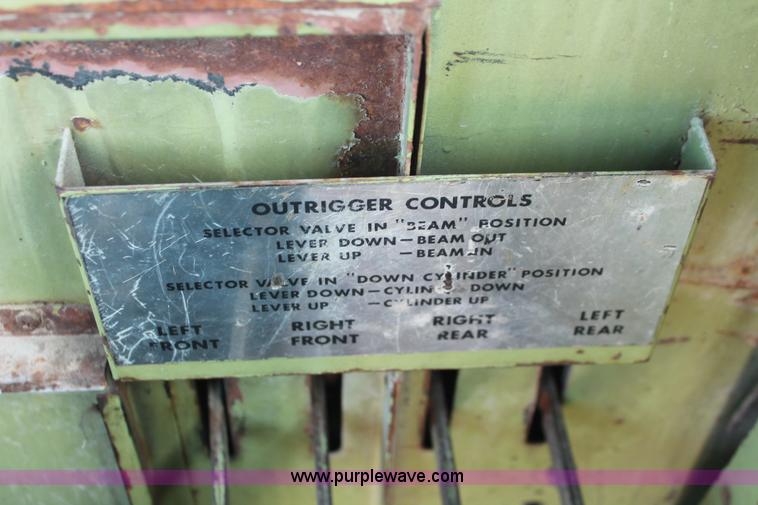 OUTRIGGER CONTROLS
SELECTOR VALVE IN "BEAM" POSITION
LEVER DOWN - BEAM OUT
LEVER UP - BEAM IN
SELECTOR VALVE IN "DOWN CYLINDER" POSITION
LEVER DOWN - CYLINDER DOWN
LEVER UP - CYLINDER UP
LEFT FRONT
RIGHT FRONT
RIGHT REAR
LEFT REAR
www.purplewave.com